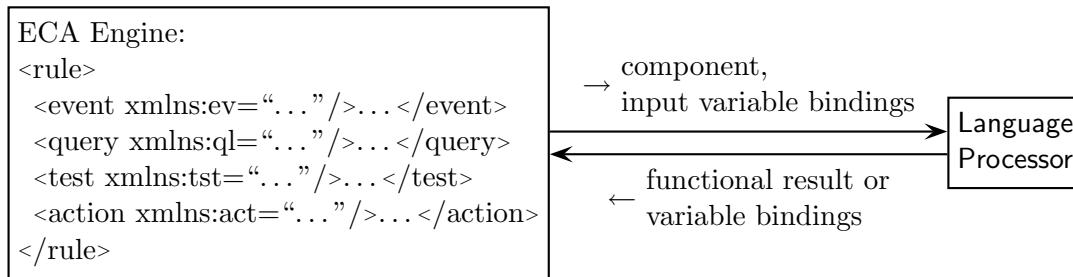 ECA Engine:
<rule>
<event xmlns:ev=“...”/>...</event>
<query xmlns:ql=“...”/>...</query>
<test xmlns:tst=“...”/>...</test>
<action xmlns:act=“...”/>...</action>
</rule>
→ component,
input variable bindings
← functional result or
variable bindings
Language
Processor